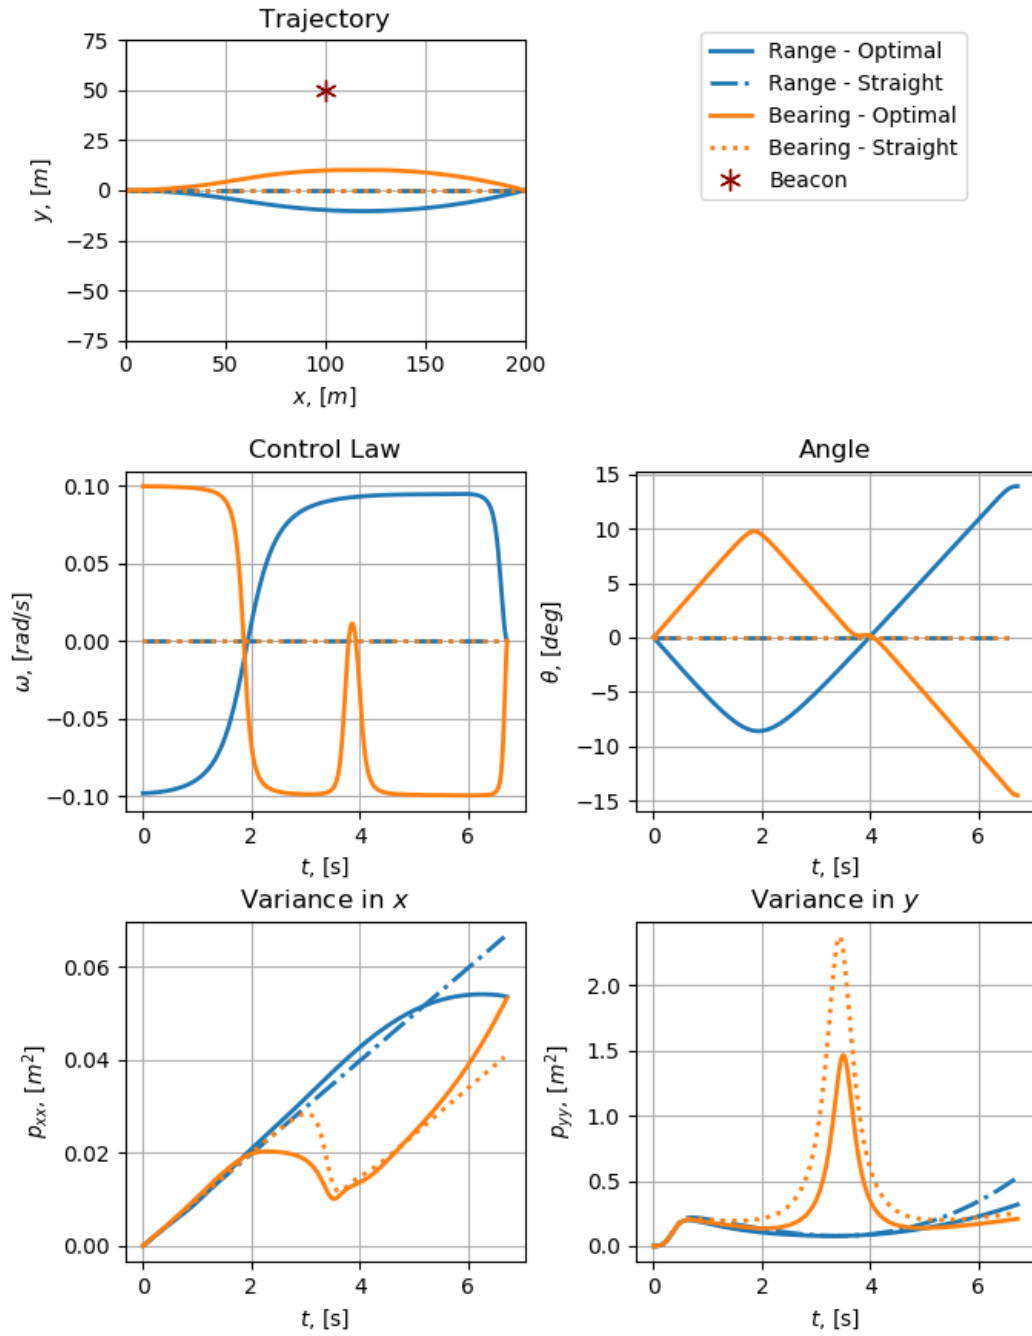 Trajectory
75
50
25
0
−25
−50
−75
y, [m]
0 50 100 150 200
x, [m]
Range - Optimal
Range - Straight
Bearing - Optimal
Bearing - Straight
Beacon
Control Law
0.10
0.05
0.00
−0.05
−0.10
ω, [rad/s]
0 2 4 6
t, [s]
Angle
15
10
5
0
−5
−10
−15
θ, [deg]
0 2 4 6
t, [s]
Variance in x
0.06
0.04
0.02
0.00
pₓₓ, [m²]
0 2 4 6
t, [s]
Variance in y
2.0
1.5
1.0
0.5
0.0
p_yy, [m²]
0 2 4 6
t, [s]